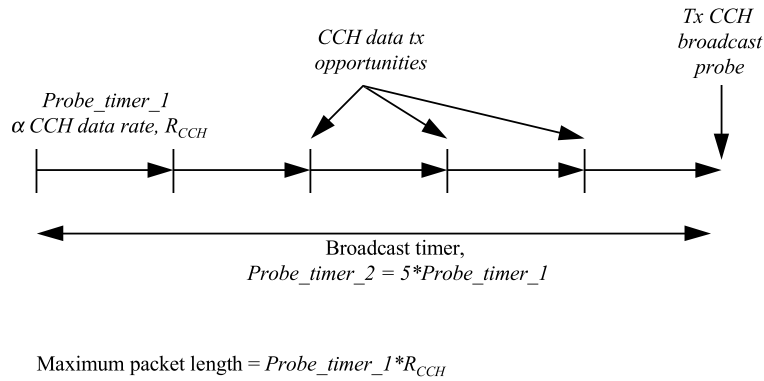 Tx CCH
broadcast
probe
CCH data tx
opportunities
Probe_timer_1
α CCH data rate, R_CCH
Broadcast timer,
Probe_timer_2 = 5*Probe_timer_1
Maximum packet length = Probe_timer_1*R_CCH